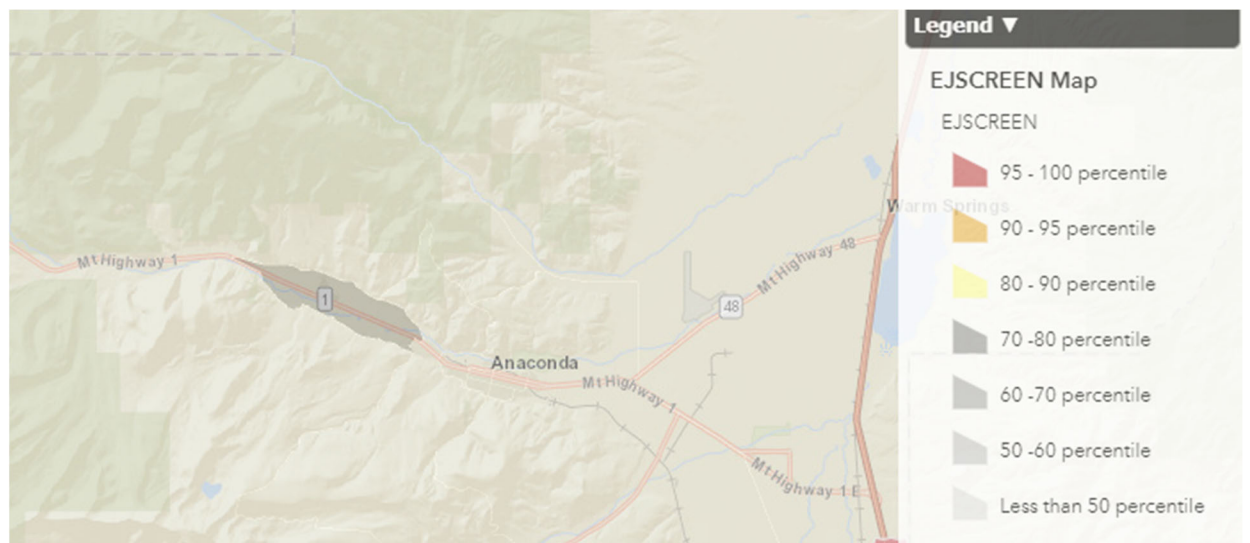 Legend ▼
EJSCREEN Map
EJSCREEN
95 - 100 percentile
90 - 95 percentile
80 - 90 percentile
70 -80 percentile
60 -70 percentile
50 -60 percentile
Less than 50 percentile
Warm Springs
Mt Highway 48
Mt Highway 1
1
48
Anaconda
Mt Highway 1
Mt Highway 1 E